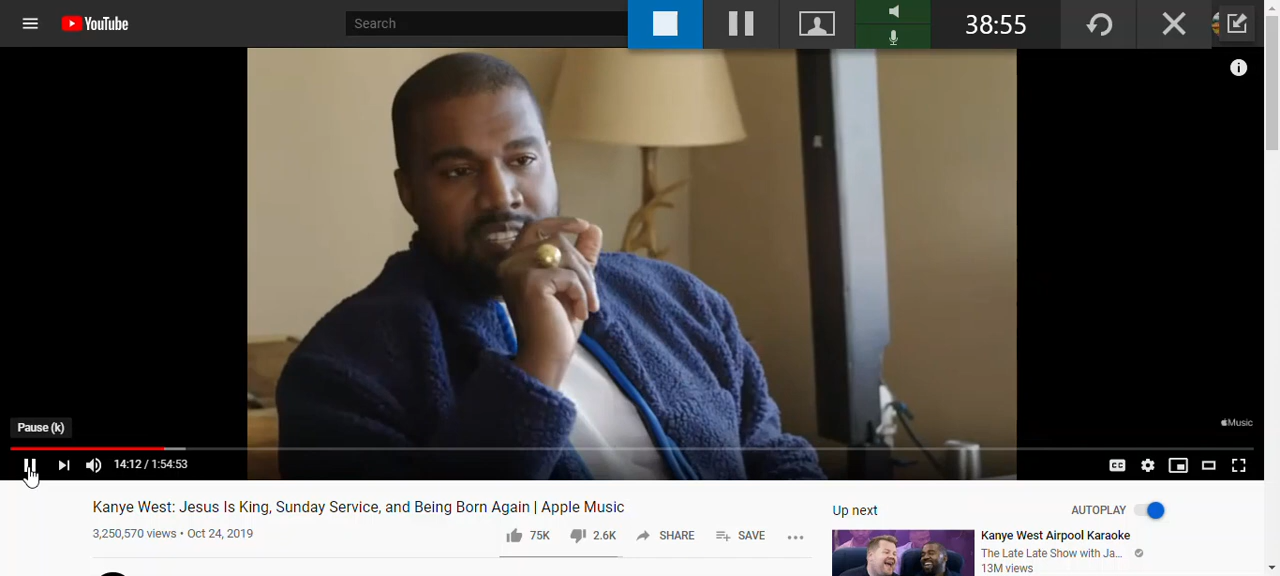 YouTube
Search
38:55
Music
Pause (k)
14:12 / 1:54:53
CC
Kanye West: Jesus Is King, Sunday Service, and Being Born Again | Apple Music
3,250,570 views • Oct 24, 2019
75K
2.6K
SHARE
SAVE
Up next
AUTOPLAY
Kanye West Airpool Karaoke
The Late Late Show with Ja...
13M views